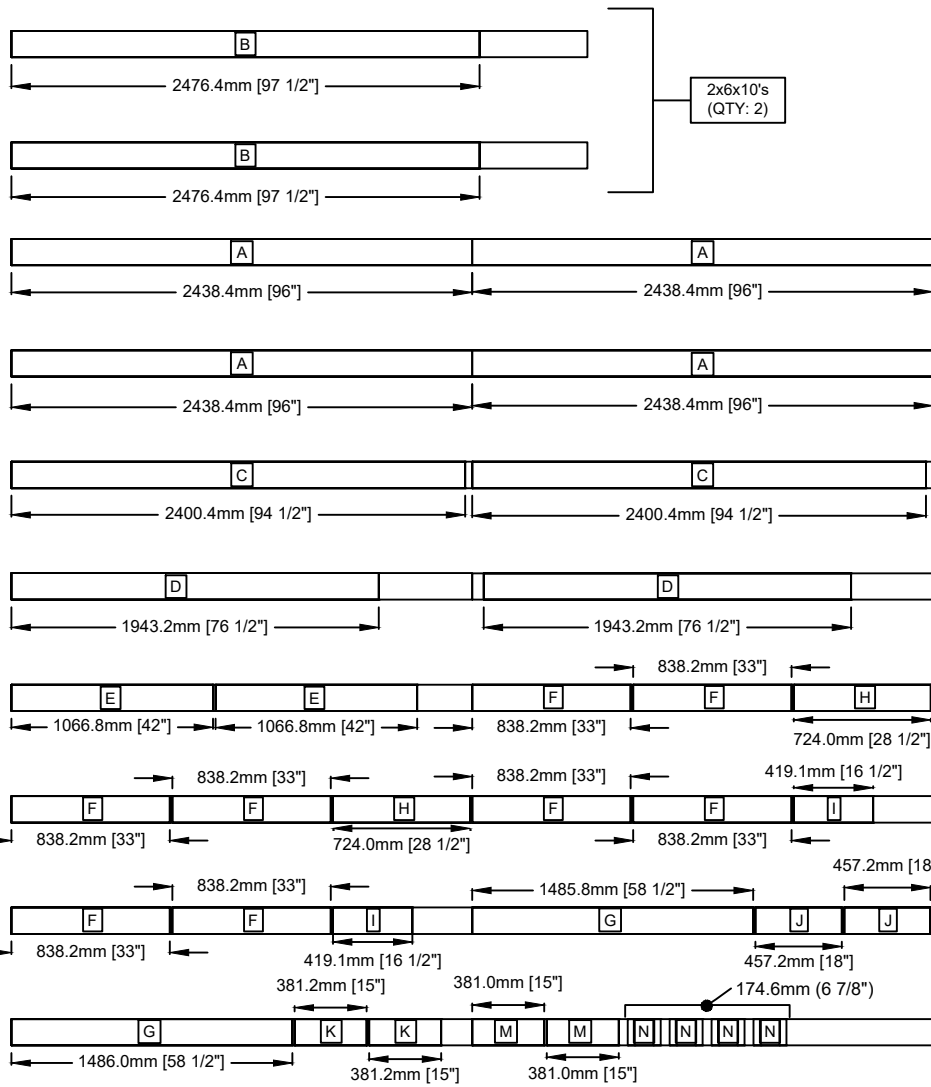 B
2476.4mm [97 1/2"]
2x6x10's
(QTY: 2)
B
2476.4mm [97 1/2"]
A A
2438.4mm [96"] 2438.4mm [96"]
A A
2438.4mm [96"] 2438.4mm [96"]
C C
2400.4mm [94 1/2"] 2400.4mm [94 1/2"]
D D
1943.2mm [76 1/2"] 1943.2mm [76 1/2"]
838.2mm [33"]
E E F F H
1066.8mm [42"] 1066.8mm [42"] 838.2mm [33"] 724.0mm [28 1/2"]
838.2mm [33"] 838.2mm [33"] 419.1mm [16 1/2"]
F F H F F I
838.2mm [33"] 724.0mm [28 1/2"] 838.2mm [33"]
838.2mm [33"] 1485.8mm [58 1/2"] 457.2mm [18
F F I G J J
838.2mm [33"] 419.1mm [16 1/2"] 457.2mm [18"]
381.2mm [15"] 381.0mm [15"] 174.6mm (6 7/8")
G K K M M N N N N
1486.0mm [58 1/2"] 381.2mm [15"] 381.0mm [15"]